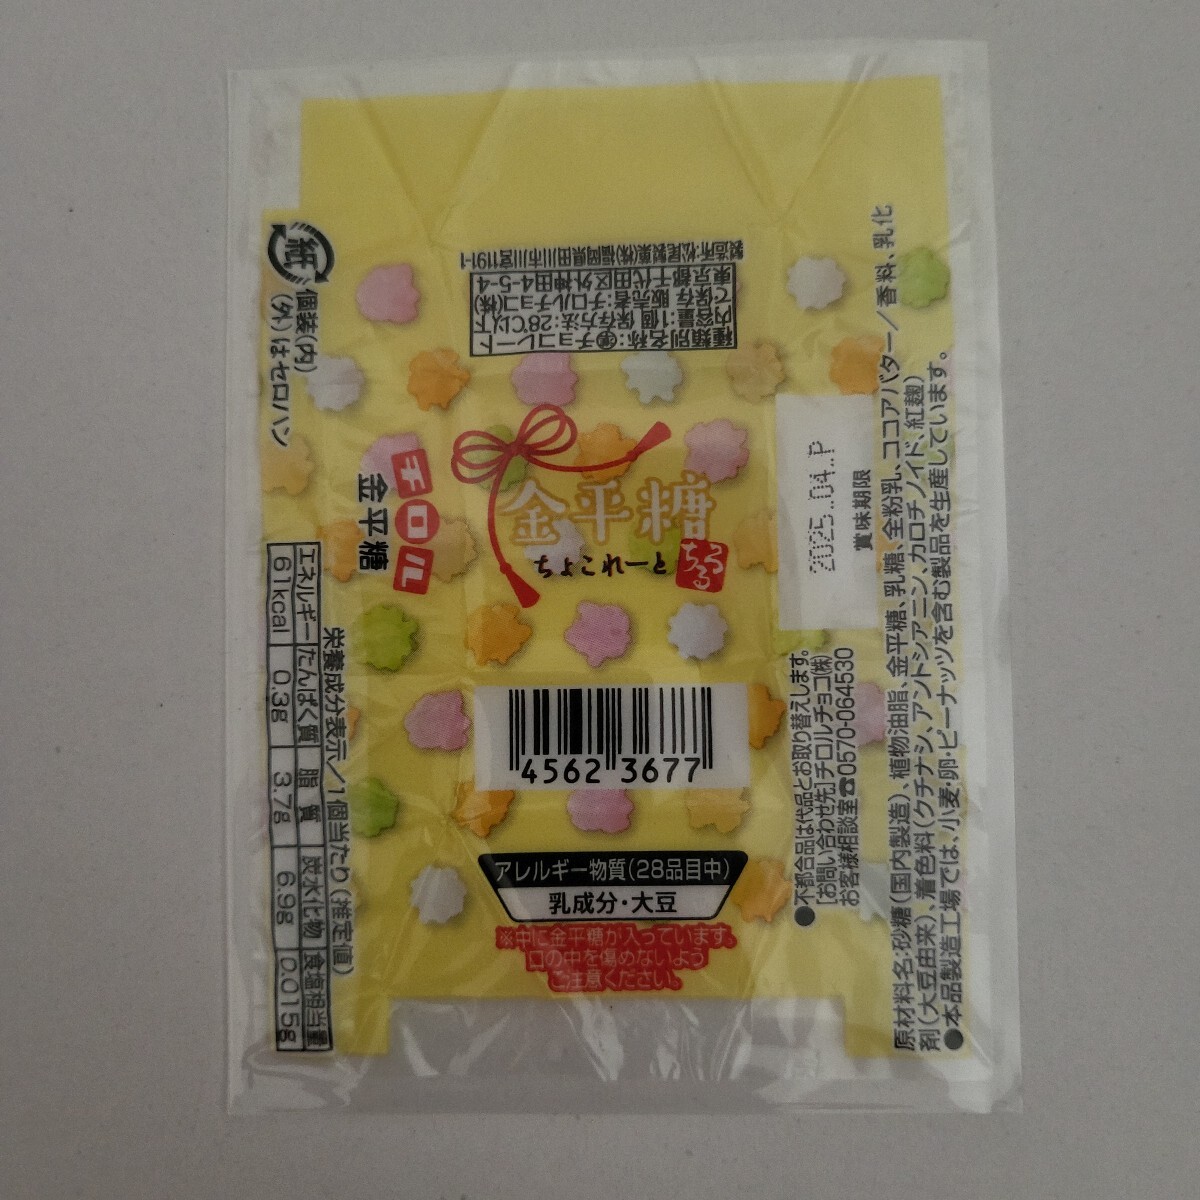 製造所:松尾製菓(株)福岡県田川市川宮1191-1
種類別名称:準チョコレート
内容量:1個 保存方法:28℃以下
で保存 販売者:チロルチョコ(株)
東京都千代田区外神田4-5-4
紙
個装(内)
(外)はセロハン
チロル
金平糖
金平糖
ちょこれーと
ちろる
2025.04.P
賞味期限
栄養成分表示/1個当たり(推定値)
エネルギー たんぱく質 脂質 炭水化物 食塩相当量
61kcal 0.3g 3.7g 6.9g 0.015g
4562 3677
アレルギー物質(28品目中)
乳成分・大豆
※中に金平糖が入っています。
口の中を傷めないよう
ご注意ください。
●不都合品は代品とお取り替えします。
[お問い合わせ先]チロルチョコ(株)
お客様相談室☎0570-064530
原材料名:砂糖(国内製造)、植物油脂、金平糖、乳糖、全粉乳、ココアバター/香料、乳化
剤(大豆由来)、着色料(クチナシ、アントシアニン、カロチノイド、紅麹)
●本品製造工場では、小麦・卵・ピーナッツを含む製品を生産しています。